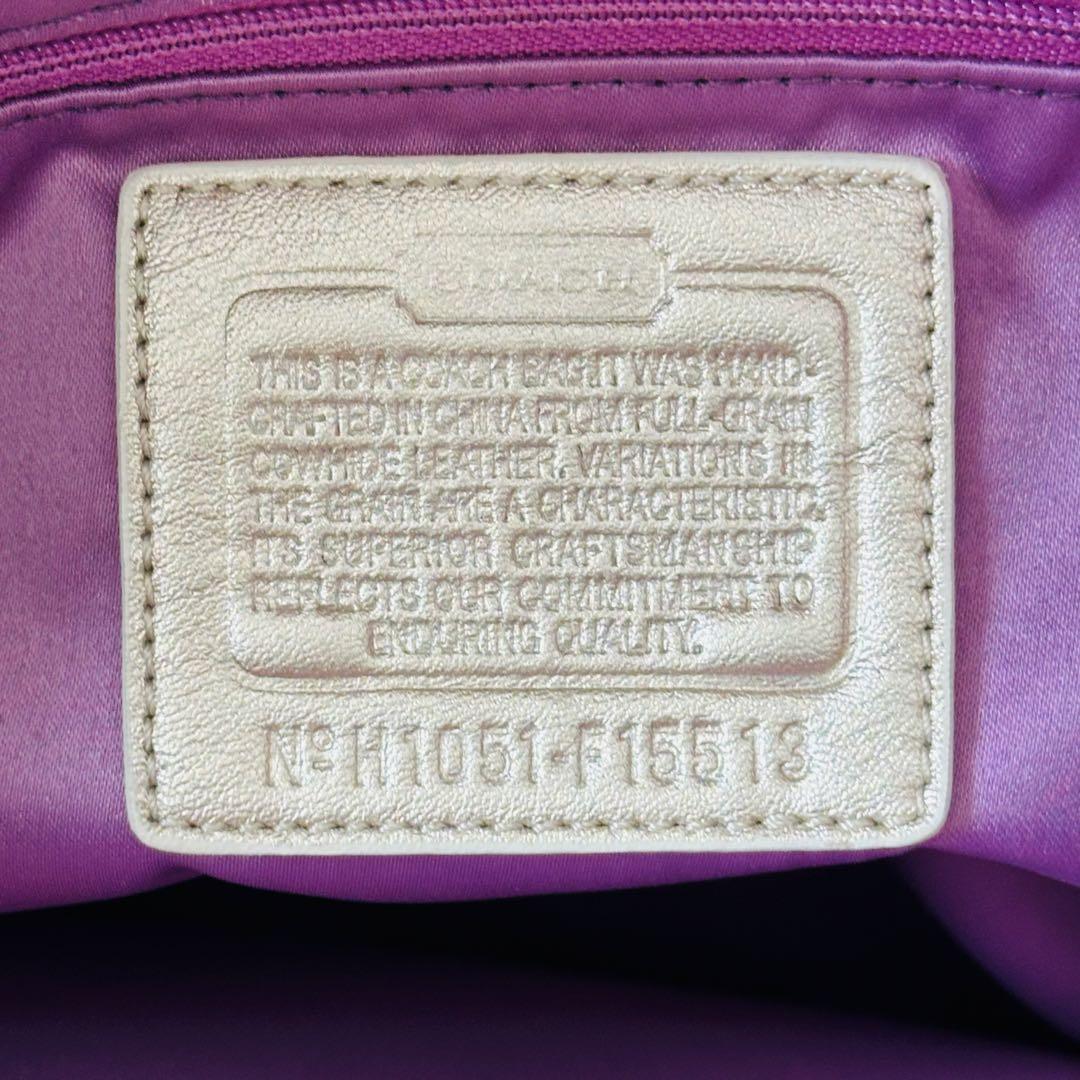 COACH
THIS IS A COACH BAG. IT WAS HAND-
CRAFTED IN CHINA FROM FULL-GRAIN
COWHIDE LEATHER. VARIATIONS IN
THE GRAIN ARE A CHARACTERISTIC.
ITS SUPERIOR CRAFTSMANSHIP
REFLECTS OUR COMMITMENT TO
ENDURING QUALITY.
Nº H1051-F15513